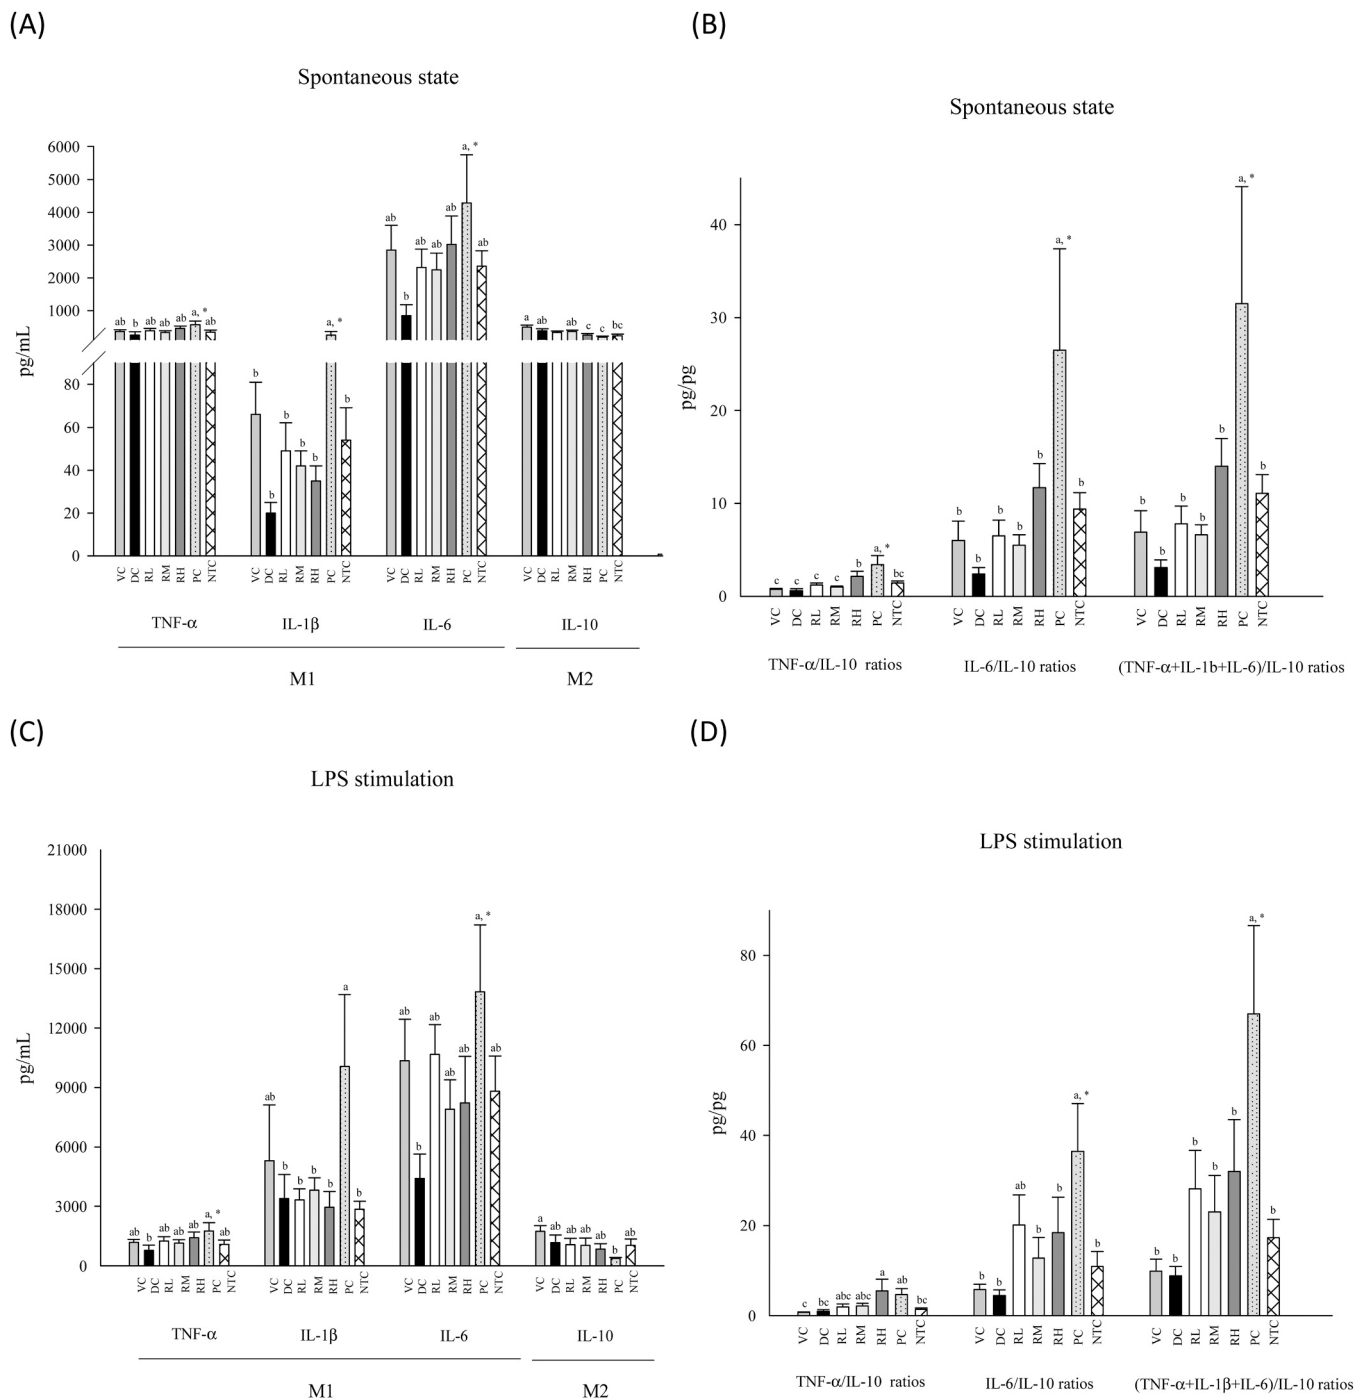 (A)
Spontaneous state
pg/mL
6000
5000
4000
3000
2000
1000
80
60
40
20
0
ab b ab ab ab a, * ab
b b b b b a, * b
ab b ab ab ab a, * ab
a ab ab c c bc
VC DC RL RM RH PC NTC
VC DC RL RM RH PC NTC
VC DC RL RM RH PC NTC
VC DC RL RM RH PC NTC
TNF-α IL-1β IL-6 IL-10
M1 M2
(B)
Spontaneous state
pg/pg
40
30
20
10
0
c c c c b a, * bc
b b b b b a, * b
b b b b b a, * b
VC DC RL RM RH PC NTC
VC DC RL RM RH PC NTC
VC DC RL RM RH PC NTC
TNF-α/IL-10 ratios IL-6/IL-10 ratios (TNF-α+IL-1b+IL-6)/IL-10 ratios
(C)
LPS stimulation
pg/mL
21000
18000
15000
12000
9000
6000
3000
0
ab b ab ab ab a, * ab
ab b b b b a b
ab b ab ab ab a, * ab
a ab ab ab ab b ab
VC DC RL RM RH PC NTC
VC DC RL RM RH PC NTC
VC DC RL RM RH PC NTC
VC DC RL RM RH PC NTC
TNF-α IL-1β IL-6 IL-10
M1 M2
(D)
LPS stimulation
pg/pg
80
60
40
20
0
c bc abc abc a ab bc
b b ab b b a, * b
b b b b b a, * b
VC DC RL RM RH PC NTC
VC DC RL RM RH PC NTC
VC DC RL RM RH PC NTC
TNF-α/IL-10 ratios IL-6/IL-10 ratios (TNF-α+IL-1β+IL-6)/IL-10 ratios